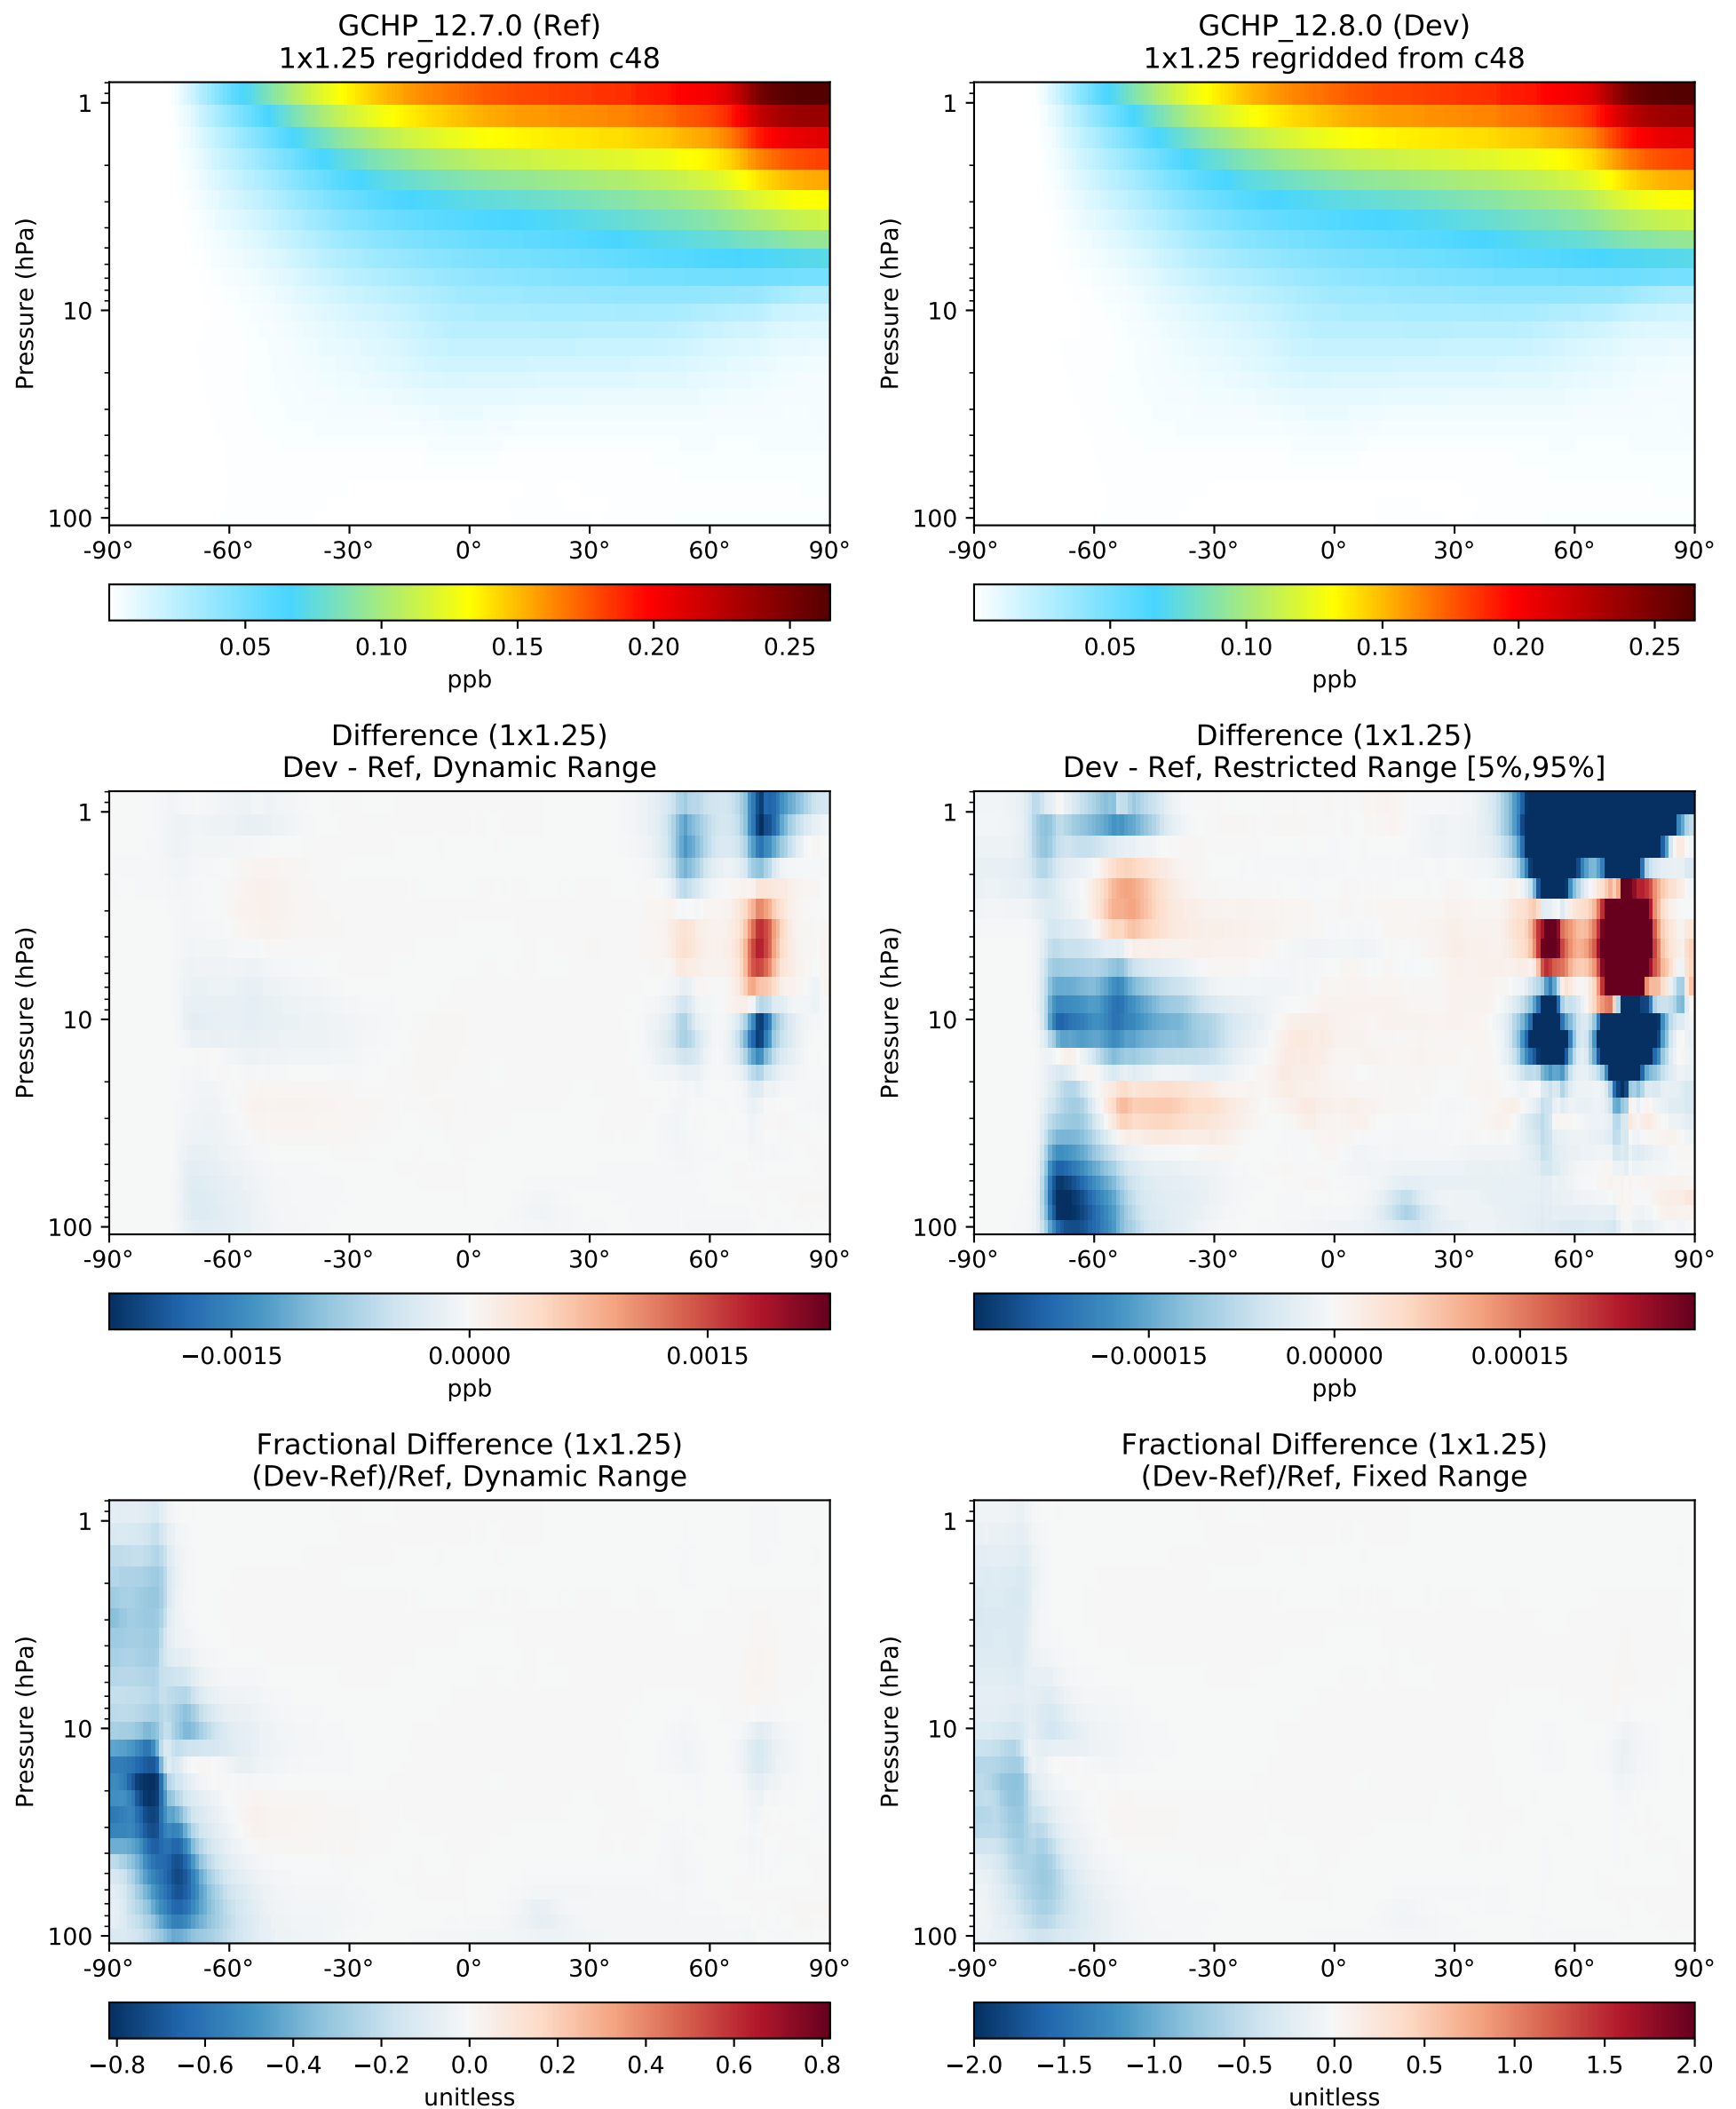 GCHP_12.7.0 (Ref)
1x1.25 regridded from c48
Pressure (hPa)
1
10
100
-90° -60° -30° 0° 30° 60° 90°
0.05 0.10 0.15 0.20 0.25
ppb
GCHP_12.8.0 (Dev)
1x1.25 regridded from c48
Pressure (hPa)
1
10
100
-90° -60° -30° 0° 30° 60° 90°
0.05 0.10 0.15 0.20 0.25
ppb
Difference (1x1.25)
Dev - Ref, Dynamic Range
Pressure (hPa)
1
10
100
-90° -60° -30° 0° 30° 60° 90°
−0.0015 0.0000 0.0015
ppb
Difference (1x1.25)
Dev - Ref, Restricted Range [5%,95%]
Pressure (hPa)
1
10
100
-90° -60° -30° 0° 30° 60° 90°
−0.00015 0.00000 0.00015
ppb
Fractional Difference (1x1.25)
(Dev-Ref)/Ref, Dynamic Range
Pressure (hPa)
1
10
100
-90° -60° -30° 0° 30° 60° 90°
−0.8 −0.6 −0.4 −0.2 0.0 0.2 0.4 0.6 0.8
unitless
Fractional Difference (1x1.25)
(Dev-Ref)/Ref, Fixed Range
Pressure (hPa)
1
10
100
-90° -60° -30° 0° 30° 60° 90°
−2.0 −1.5 −1.0 −0.5 0.0 0.5 1.0 1.5 2.0
unitless